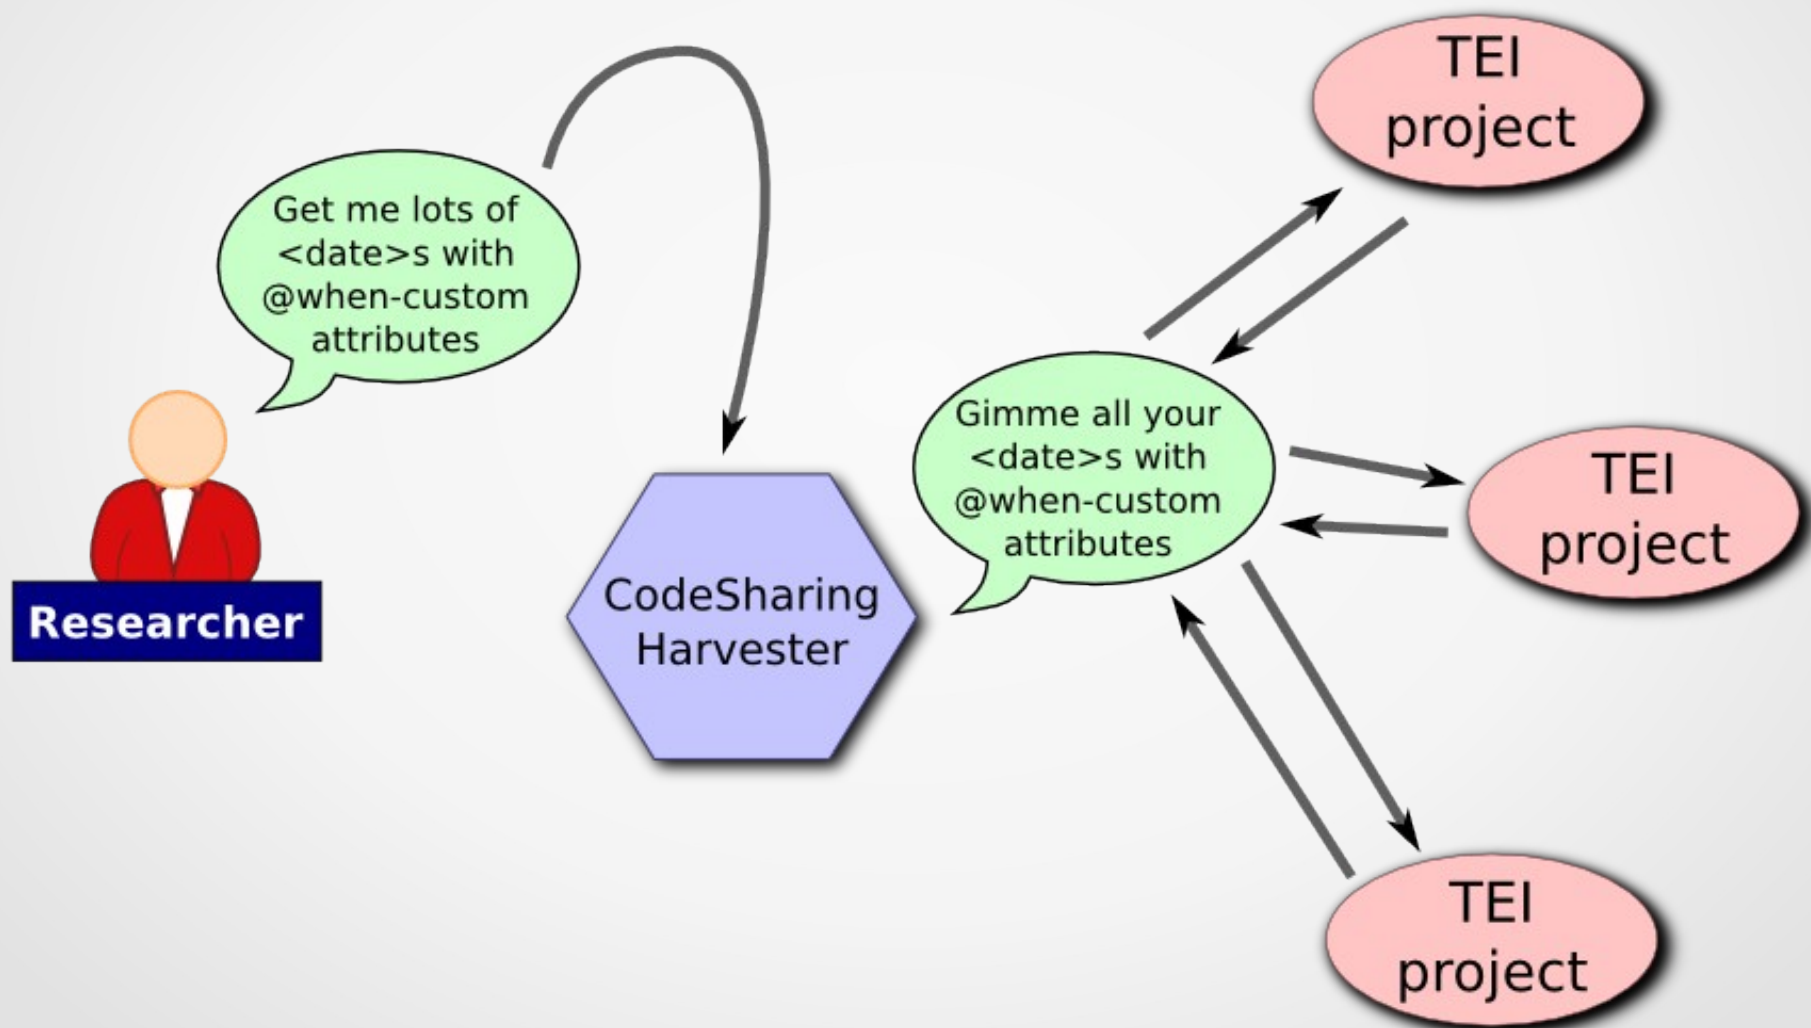 Get me lots of
<date>s with
@when-custom
attributes
Researcher
CodeSharing
Harvester
Gimme all your
<date>s with
@when-custom
attributes
TEI
project
TEI
project
TEI
project